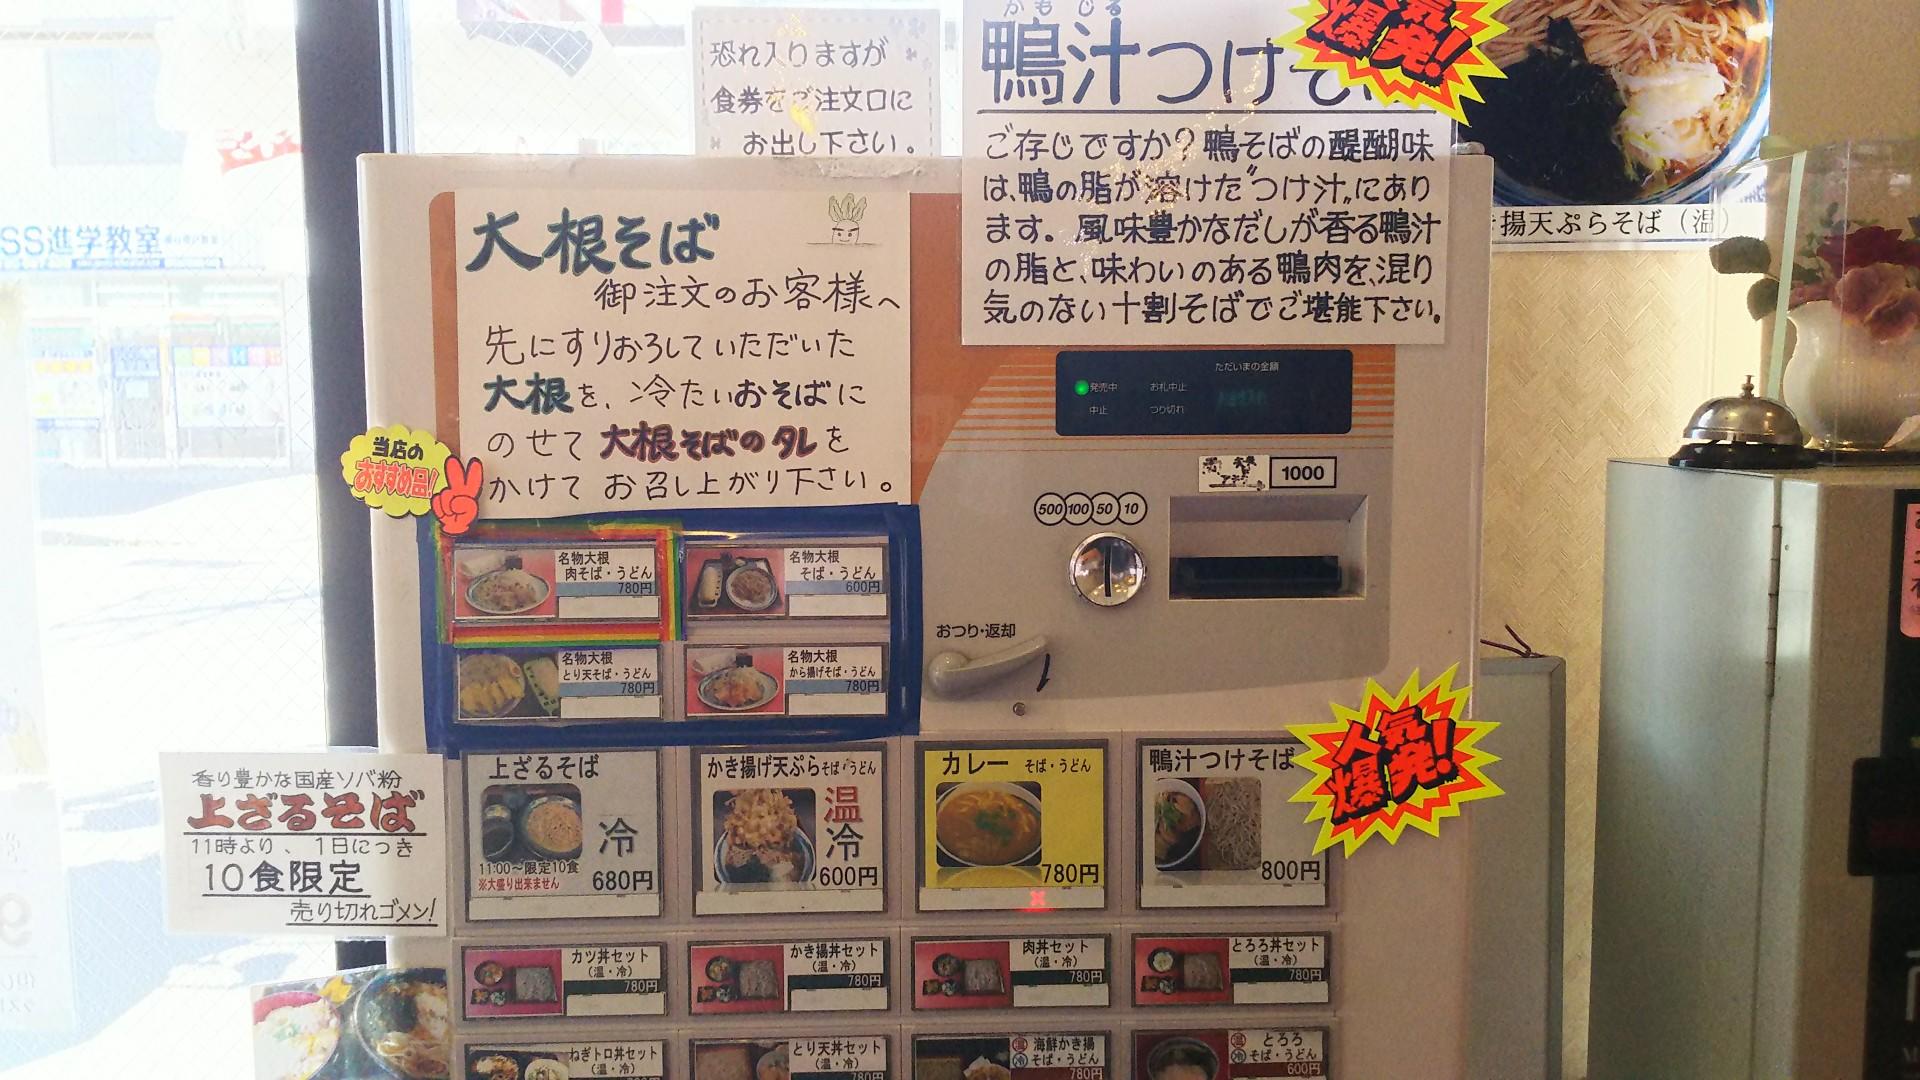 恐れ入りますが
食券をご注文口に
お出し下さい。
かもじる
鴨汁つけそ
人気
爆発!
ご存じですか?鴨そばの醍醐味
は、鴨の脂が溶けた"つけ汁"にあり
ます。風味豊かなだしが香る鴨汁
の脂と、味わいのある鴨肉を、混り
気のない十割そばでご堪能下さい。
揚天ぷらそば(温)
SS進学教室
大根そば
御注文のお客様へ
先にすりおろしていただいた
大根を、冷たいおそばに
のせて大根そばのタレを
かけてお召し上がり下さい。
当店の
おすすめ品!
ただいまの金額
発売中 お札中止
中止 つり切れ
1000
500 100 50 10
おつり・返却
名物大根
肉そば・うどん
780円
名物大根
そば・うどん
600円
名物大根
とり天そば・うどん
780円
名物大根
から揚げそば・うどん
780円
香り豊かな国産ソバ粉
上ざるそば
11時より、1日につき
10食限定
売り切れゴメン!
上ざるそば
冷
11:00〜限定10食
※大盛り出来ません
680円
かき揚げ天ぷらそば・うどん
温
冷
600円
カレー そば・うどん
780円
鴨汁つけそば
800円
人気
爆発!
カツ丼セット
(温・冷)
780円
かき揚丼セット
(温・冷)
780円
肉丼セット
(温・冷)
780円
とろろ丼セット
(温・冷)
780円
ねぎトロ丼セット
(温・冷)
とり天丼セット
(温・冷)
780円
温 海鮮かき揚
冷 そば・うどん
780円
温 とろろ
冷 そば・うどん
600円